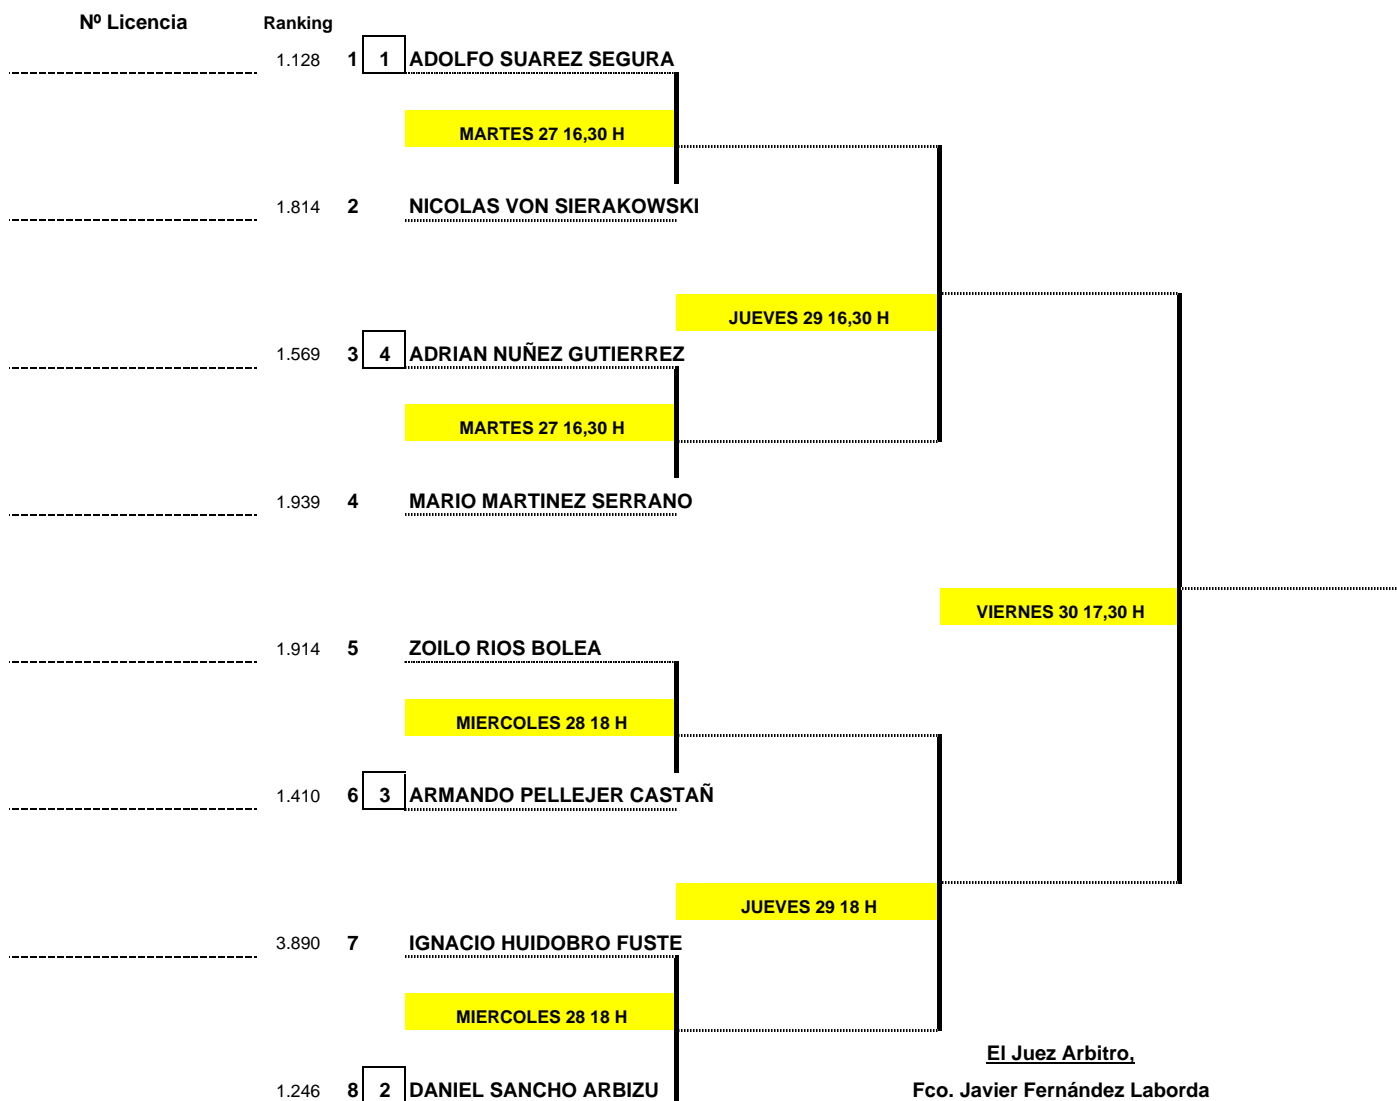 Nº Licencia Ranking
1.128 1 1 ADOLFO SUAREZ SEGURA
MARTES 27 16,30 H
1.814 2 NICOLAS VON SIERAKOWSKI
JUEVES 29 16,30 H
1.569 3 4 ADRIAN NUÑEZ GUTIERREZ
MARTES 27 16,30 H
1.939 4 MARIO MARTINEZ SERRANO
VIERNES 30 17,30 H
1.914 5 ZOILO RIOS BOLEA
MIERCOLES 28 18 H
1.410 6 3 ARMANDO PELLEJER CASTAÑ
JUEVES 29 18 H
3.890 7 IGNACIO HUIDOBRO FUSTE
MIERCOLES 28 18 H
El Juez Arbitro,
1.246 8 2 DANIEL SANCHO ARBIZU Fco. Javier Fernández Laborda